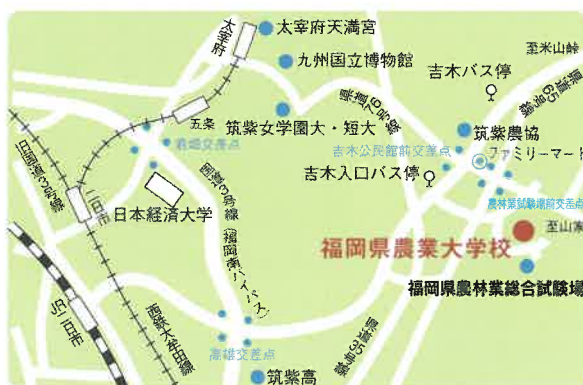 太宰府
太宰府天満宮
九州国立博物館
至米山峠
吉木バス停
県道76号線
県道65号線
五条
筑紫女学園大・短大
筑紫農協
君畑交差点
吉木公民館前交差点
ファミリーマート
旧国道3号線
二日市
国道3号線(福岡南バイパス)
吉木入口バス停
日本経済大学
農林業試験場前交差点
至山家
福岡県農業大学校
福岡県農林業総合試験場
JR二日市
西鉄大牟田線
県道35号線
高雄交差点
筑紫高